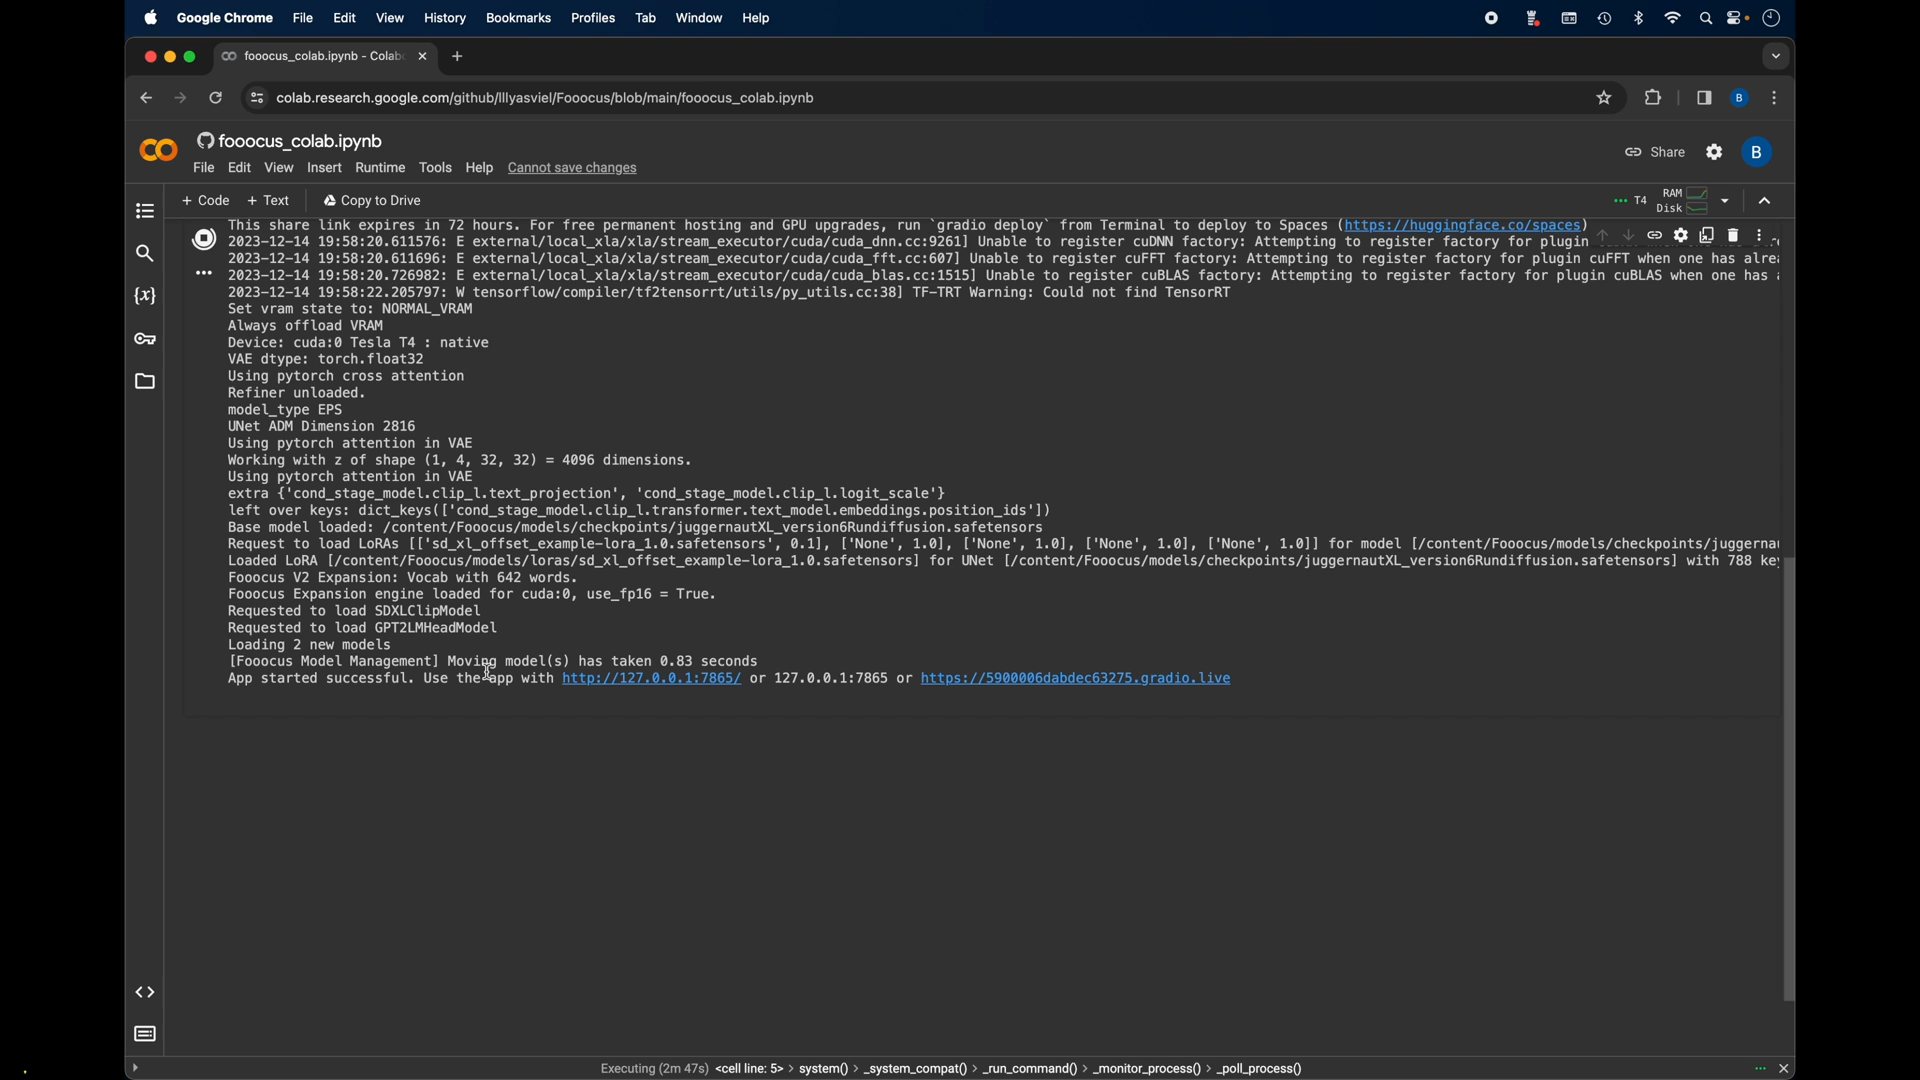 Google Chrome File Edit View History Bookmarks Profiles Tab Window Help
fooocus_colab.ipynb - Colab
colab.research.google.com/github/lllyasviel/Fooocus/blob/main/fooocus_colab.ipynb
B
fooocus_colab.ipynb
Share
B
File Edit View Insert Runtime Tools Help Cannot save changes
+ Code + Text Copy to Drive
T4 RAM
Disk
This share link expires in 72 hours. For free permanent hosting and GPU upgrades, run `gradio deploy` from Terminal to deploy to Spaces (https://huggingface.co/spaces)
2023-12-14 19:58:20.611576: E external/local_xla/xla/stream_executor/cuda/cuda_dnn.cc:9261] Unable to register cuDNN factory: Attempting to register factory for plugin
2023-12-14 19:58:20.611696: E external/local_xla/xla/stream_executor/cuda/cuda_fft.cc:607] Unable to register cuFFT factory: Attempting to register factory for plugin cuFFT when one has alrea
2023-12-14 19:58:20.726982: E external/local_xla/xla/stream_executor/cuda/cuda_blas.cc:1515] Unable to register cuBLAS factory: Attempting to register factory for plugin cuBLAS when one has a
2023-12-14 19:58:22.205797: W tensorflow/compiler/tf2tensorrt/utils/py_utils.cc:38] TF-TRT Warning: Could not find TensorRT
Set vram state to: NORMAL_VRAM
Always offload VRAM
Device: cuda:0 Tesla T4 : native
VAE dtype: torch.float32
Using pytorch cross attention
Refiner unloaded.
model_type EPS
UNet ADM Dimension 2816
Using pytorch attention in VAE
Working with z of shape (1, 4, 32, 32) = 4096 dimensions.
Using pytorch attention in VAE
extra {'cond_stage_model.clip_l.text_projection', 'cond_stage_model.clip_l.logit_scale'}
left over keys: dict_keys(['cond_stage_model.clip_l.transformer.text_model.embeddings.position_ids'])
Base model loaded: /content/Fooocus/models/checkpoints/juggernautXL_version6Rundiffusion.safetensors
Request to load LoRAs [['sd_xl_offset_example-lora_1.0.safetensors', 0.1], ['None', 1.0], ['None', 1.0], ['None', 1.0], ['None', 1.0]] for model [/content/Fooocus/models/checkpoints/juggerna
Loaded LoRA [/content/Fooocus/models/loras/sd_xl_offset_example-lora_1.0.safetensors] for UNet [/content/Fooocus/models/checkpoints/juggernautXL_version6Rundiffusion.safetensors] with 788 key
Fooocus V2 Expansion: Vocab with 642 words.
Fooocus Expansion engine loaded for cuda:0, use_fp16 = True.
Requested to load SDXLClipModel
Requested to load GPT2LMHeadModel
Loading 2 new models
[Fooocus Model Management] Moving model(s) has taken 0.83 seconds
App started successful. Use the app with http://127.0.0.1:7865/ or 127.0.0.1:7865 or https://5900006dabdec63275.gradio.live
Executing (2m 47s) <cell line: 5> > system() > _system_compat() > _run_command() > _monitor_process() > _poll_process()